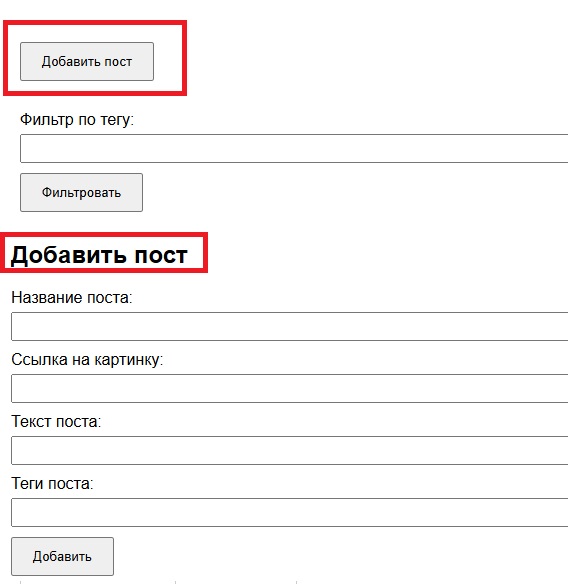 Добавить пост
Фильтр по тегу:
Фильтровать
Добавить пост
Название поста:
Ссылка на картинку:
Текст поста:
Теги поста:
Добавить